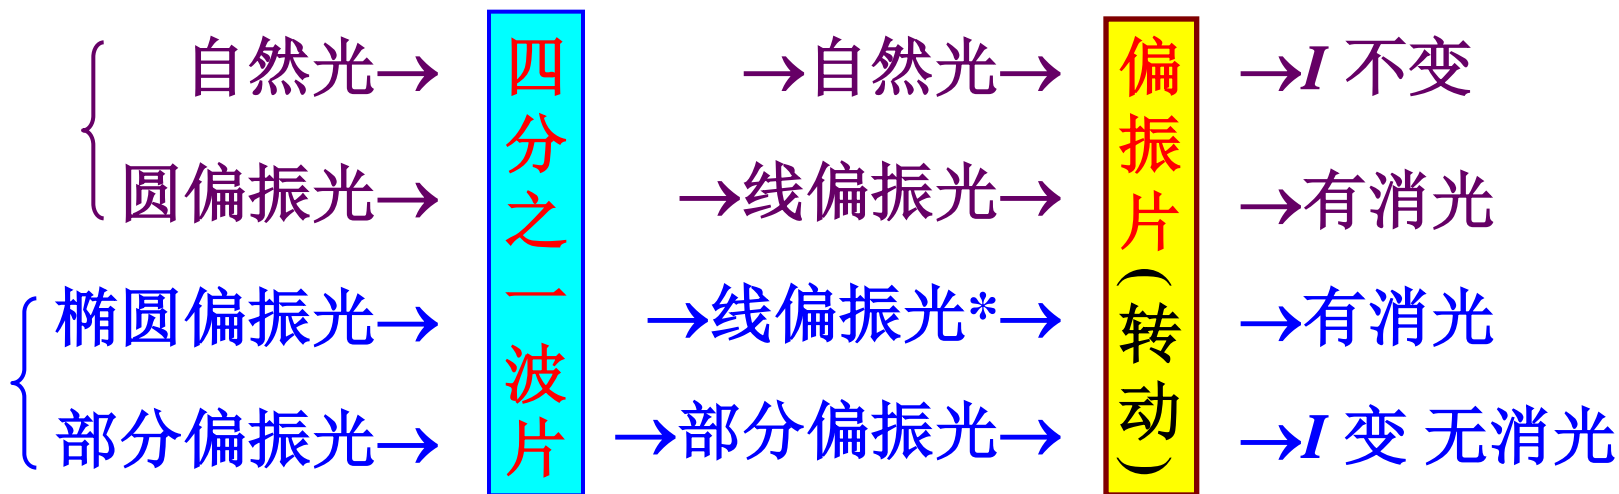 自然光→ →自然光→ →I 不变
圆偏振光→ →线偏振光→ →有消光
椭圆偏振光→ →线偏振光*→ →有消光
部分偏振光→ →部分偏振光→ →I 变 无消光
四分之一波片
偏振片(转动)